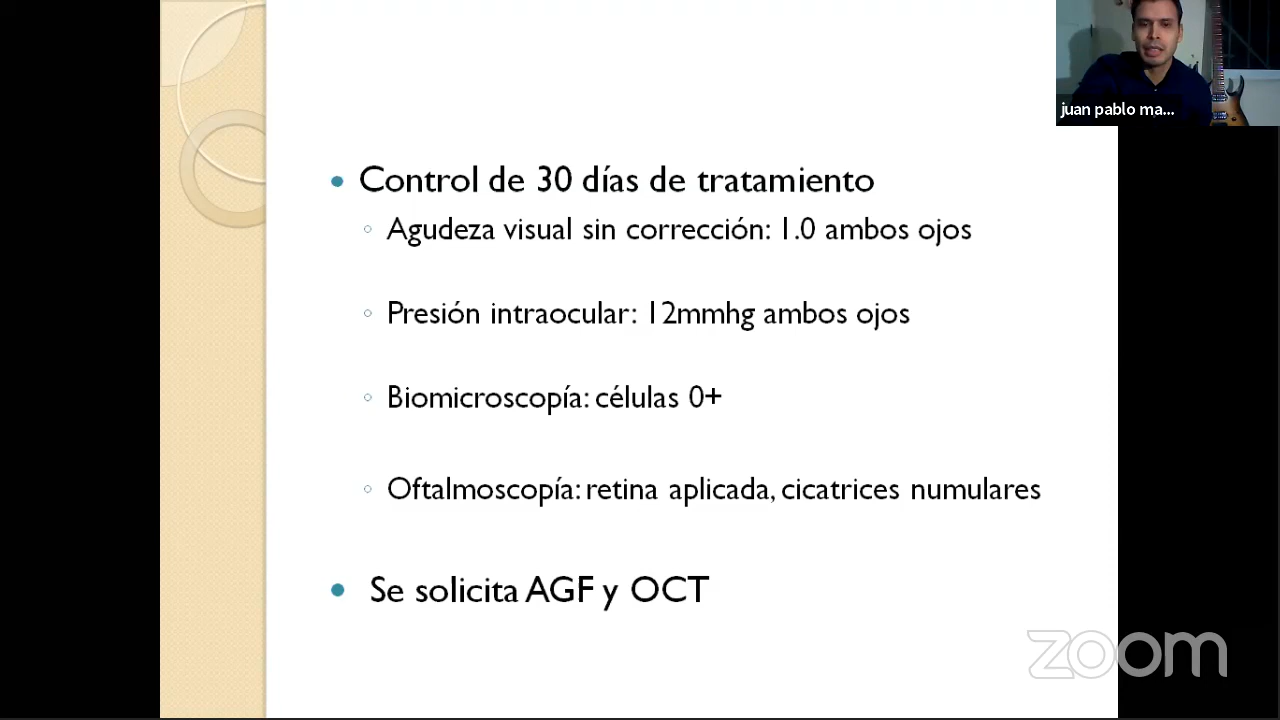 juan pablo ma...
Control de 30 días de tratamiento
Agudeza visual sin corrección: 1.0 ambos ojos
Presión intraocular: 12mmhg ambos ojos
Biomicroscopía: células 0+
Oftalmoscopía: retina aplicada, cicatrices numulares
Se solicita AGF y OCT
zoom